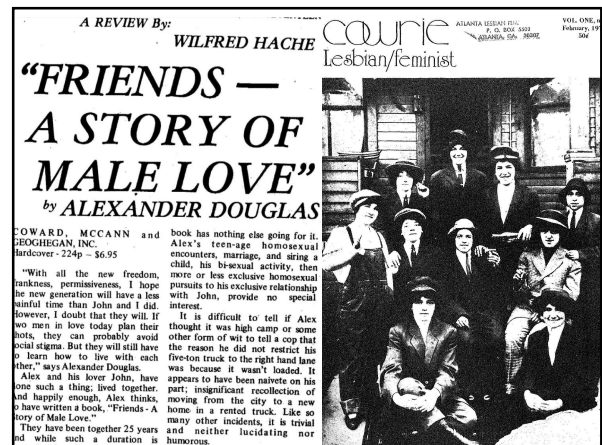 A REVIEW By:
WILFRED HACHE
"FRIENDS —
A STORY OF
MALE LOVE"
by ALEXANDER DOUGLAS
COWARD, MCCANN and
GEOGHEGAN, INC.
Hardcover - 224p — $6.95
"With all the new freedom,
frankness, permissiveness, I hope
the new generation will have a less
painful time than John and I did.
However, I doubt that they will. If
two men in love today plan their
shots, they can probably avoid
social stigma. But they will still have
to learn how to live with each
other," says Alexander Douglas.
Alex and his lover John, have
done such a thing; lived together.
And happily enough, Alex thinks,
to have written a book, "Friends - A
Story of Male Love."
They have been together 25 years
and while such a duration is
book has nothing else going for it.
Alex's teen-age homosexual
encounters, marriage, and siring a
child, his bi-sexual activity, then
more or less exclusive homosexual
pursuits to his exclusive relationship
with John, provide no special
interest.
It is difficult to tell if Alex
thought it was high camp or some
other form of wit to tell a cop that
the reason he did not restrict his
five-ton truck to the right hand lane
was because it wasn't loaded. It
appears to have been naivete on his
part; insignificant recollection of
moving from the city to a new
home in a rented truck. Like so
many other incidents, it is trivial
and neither lucidating nor
humorous.
cowrie
Lesbian/feminist
ATLANTA LESBIAN
P. O. BOX 5502
ATLANTA, GA. 30307
VOL. ONE,
February, 197
50¢